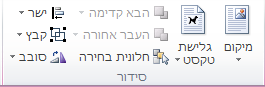 מיקום
גלישת טקסט
הבא קדימה
העבר אחורה
חלונית בחירה
ישר
קבץ
סובב
סידור